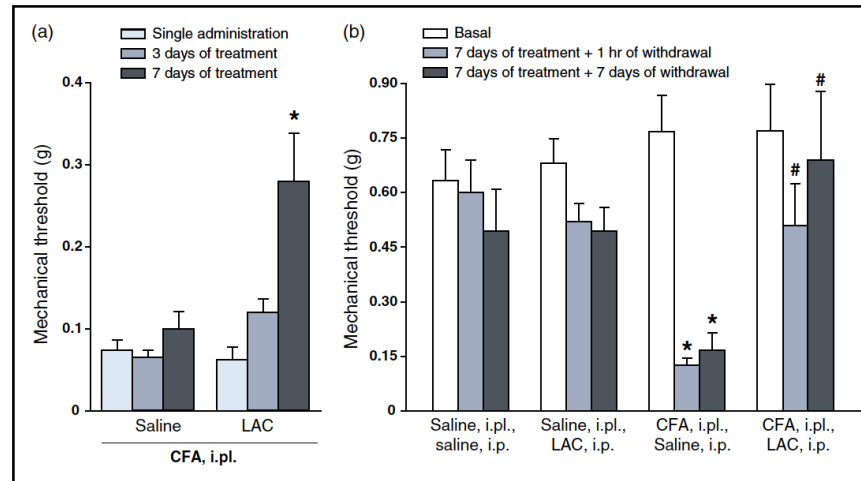 (a)
Single administration
3 days of treatment
7 days of treatment
Mechanical threshold (g)
0.4
0.3
0.2
0.1
0
*
Saline
LAC
CFA, i.pl.
(b)
Basal
7 days of treatment + 1 hr of withdrawal
7 days of treatment + 7 days of withdrawal
Mechanical threshold (g)
0.90
0.75
0.60
0.45
0.30
0.15
0
*
*
#
#
Saline, i.pl.,
saline, i.p.
Saline, i.pl.,
LAC, i.p.
CFA, i.pl.,
Saline, i.p.
CFA, i.pl.,
LAC, i.p.